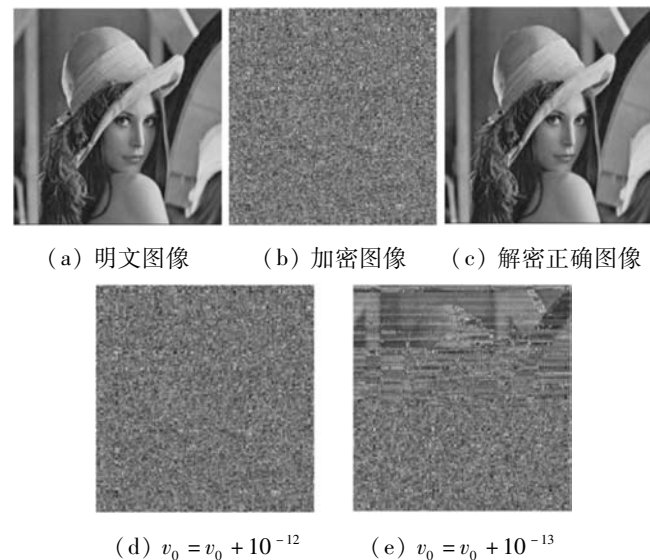 （a）明文图像 （b）加密图像 （c）解密正确图像
（d）v₀ = v₀ + 10⁻¹² （e）v₀ = v₀ + 10⁻¹³